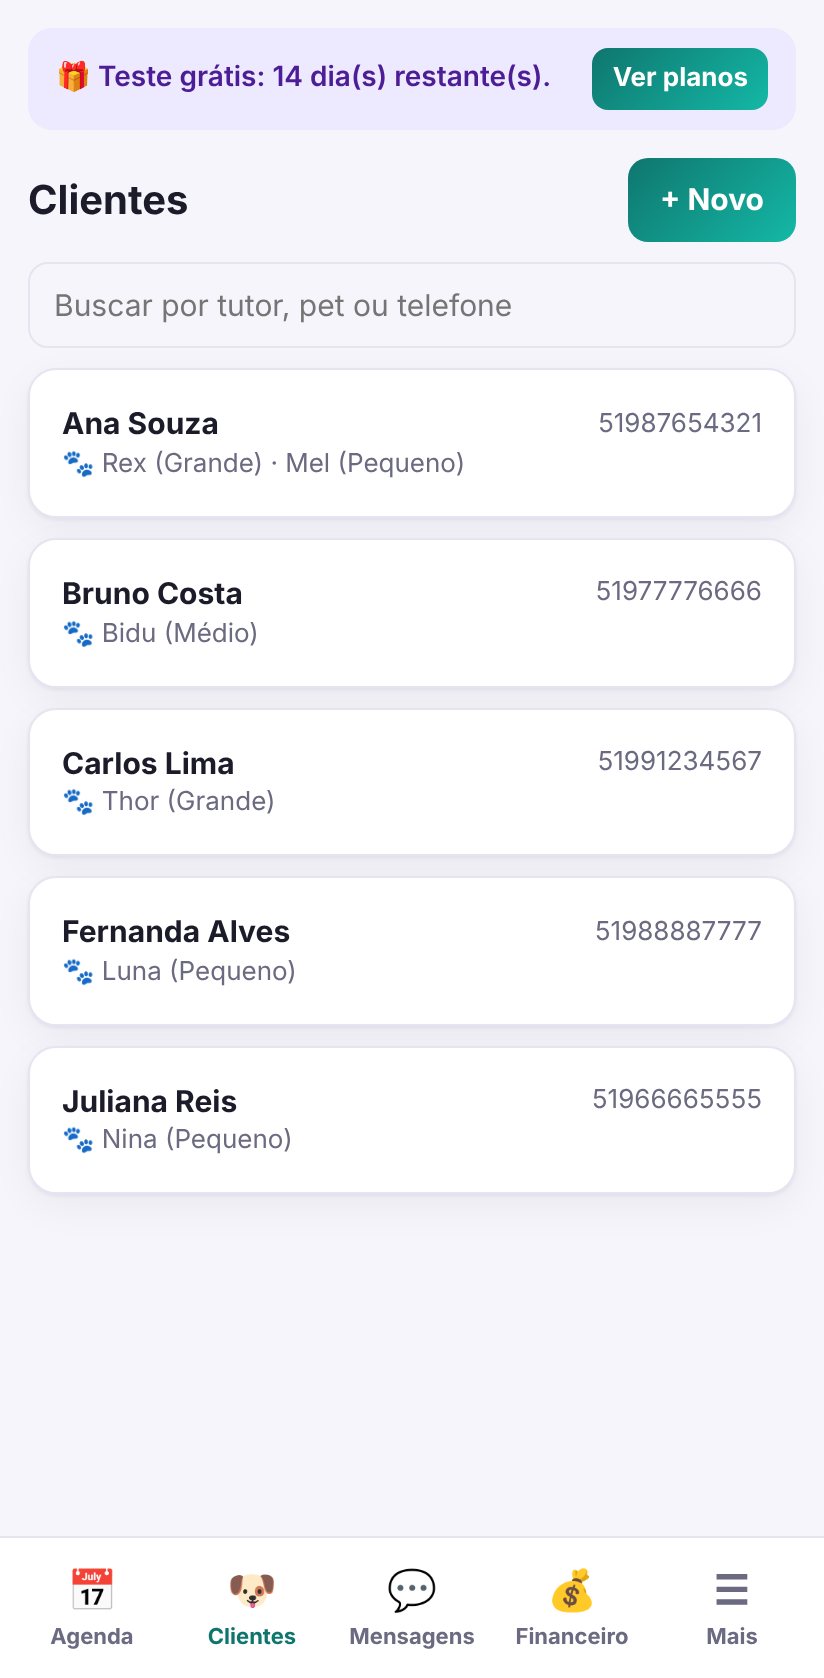 🎁 Teste grátis: 14 dia(s) restante(s).
Ver planos
Clientes
+ Novo
Buscar por tutor, pet ou telefone
Ana Souza
51987654321
🐾 Rex (Grande) · Mel (Pequeno)
Bruno Costa
51977776666
🐾 Bidu (Médio)
Carlos Lima
51991234567
🐾 Thor (Grande)
Fernanda Alves
51988887777
🐾 Luna (Pequeno)
Juliana Reis
51966665555
🐾 Nina (Pequeno)
July
17
Agenda
Clientes
Mensagens
Financeiro
Mais